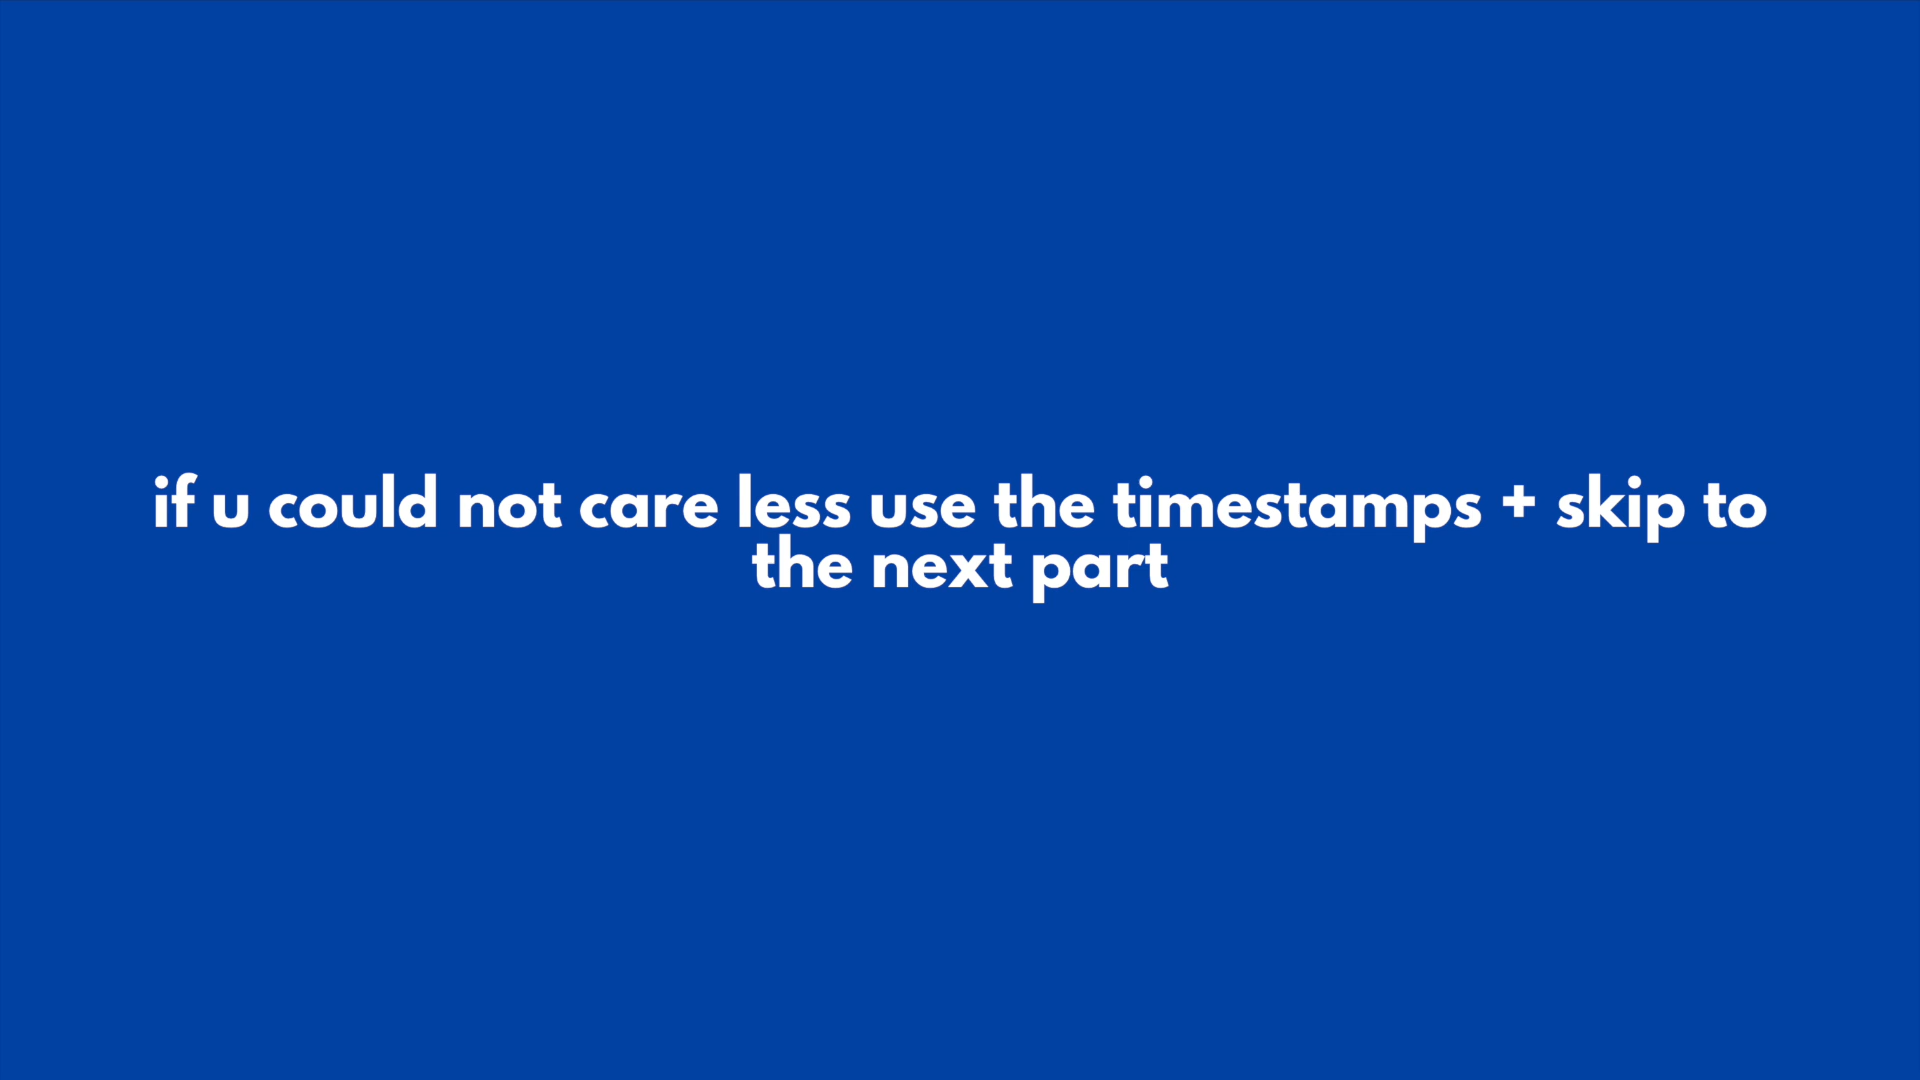 if u could not care less use the timestamps + skip to
the next part